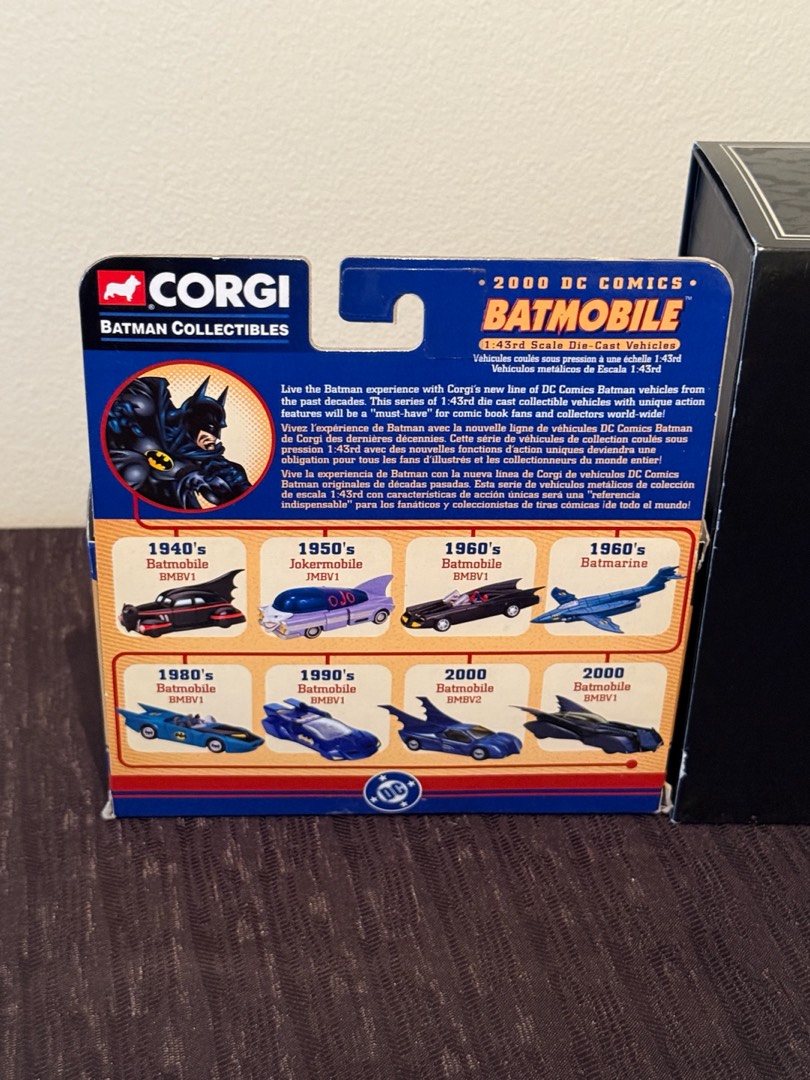 CORGI
BATMAN COLLECTIBLES
• 2000 DC COMICS •
BATMOBILE™
1:43rd Scale Die-Cast Vehicles
Véhicules coulés sous pression à une échelle 1:43rd
Vehículos metálicos de Escala 1:43rd
Live the Batman experience with Corgi's new line of DC Comics Batman vehicles from
the past decades. This series of 1:43rd die cast collectible vehicles with unique action
features will be a "must-have" for comic book fans and collectors world-wide!
Vivez l'expérience de Batman avec la nouvelle ligne de véhicules DC Comics Batman
de Corgi des dernières décennies. Cette série de véhicules de collection coulés sous
pression 1:43rd avec des nouvelles fonctions d'action uniques deviendra une
obligation pour tous les fans d'illustrés et les collectionneurs du monde entier!
Vive la experiencia de Batman con la nueva línea de Corgi de vehículos DC Comics
Batman originales de décadas pasadas. Esta serie de vehículos metálicos de colección
de escala 1:43rd con características de acción únicas será una "referencia
indispensable" para los fanáticos y coleccionistas de tiras cómicas ¡de todo el mundo!
1940's
Batmobile
BMBV1
1950's
Jokermobile
JMBV1
1960's
Batmobile
BMBV1
1960's
Batmarine
1980's
Batmobile
BMBV1
1990's
Batmobile
BMBV1
2000
Batmobile
BMBV2
2000
Batmobile
BMBV1
DC